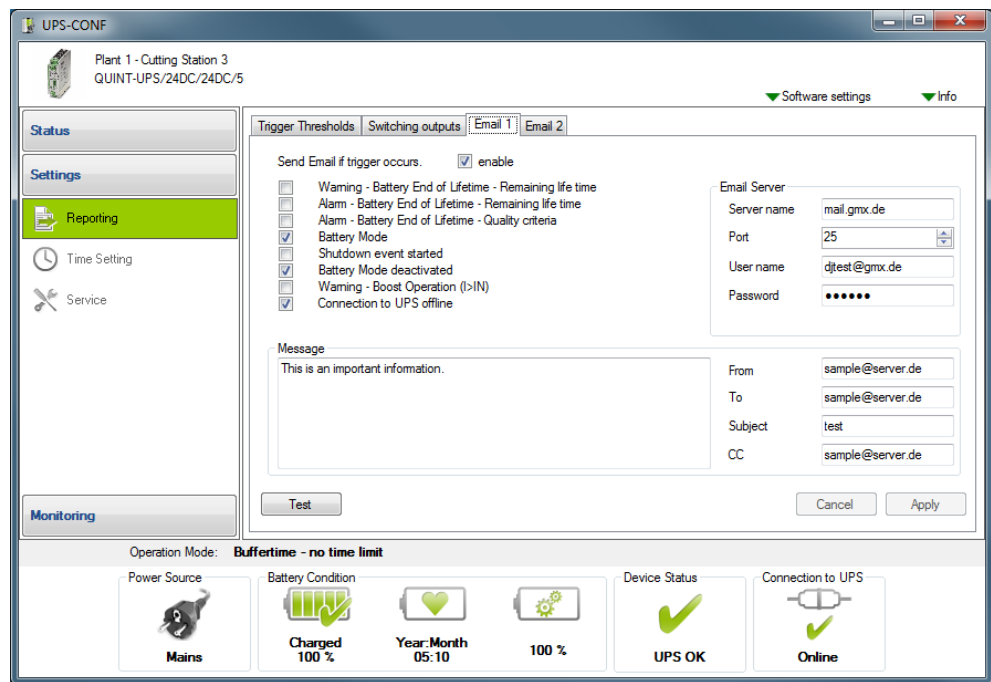 UPS-CONF
Plant 1 - Cutting Station 3
QUINT-UPS/24DC/24DC/5
Software settings
Info
Status
Settings
Reporting
Time Setting
Service
Monitoring
Trigger Thresholds
Switching outputs
Email 1
Email 2
Send Email if trigger occurs.
enable
Warning - Battery End of Lifetime - Remaining life time
Alarm - Battery End of Lifetime - Remaining life time
Alarm - Battery End of Lifetime - Quality criteria
Battery Mode
Shutdown event started
Battery Mode deactivated
Warning - Boost Operation (I>IN)
Connection to UPS offline
Email Server
Server name
mail.gmx.de
Port
25
User name
djtest@gmx.de
Password
●●●●●●
Message
This is an important information.
From
sample@server.de
To
sample@server.de
Subject
test
CC
sample@server.de
Test
Cancel
Apply
Operation Mode: Buffertime - no time limit
Power Source
Mains
Battery Condition
Charged
100 %
Year:Month
05:10
100 %
Device Status
UPS OK
Connection to UPS
Online